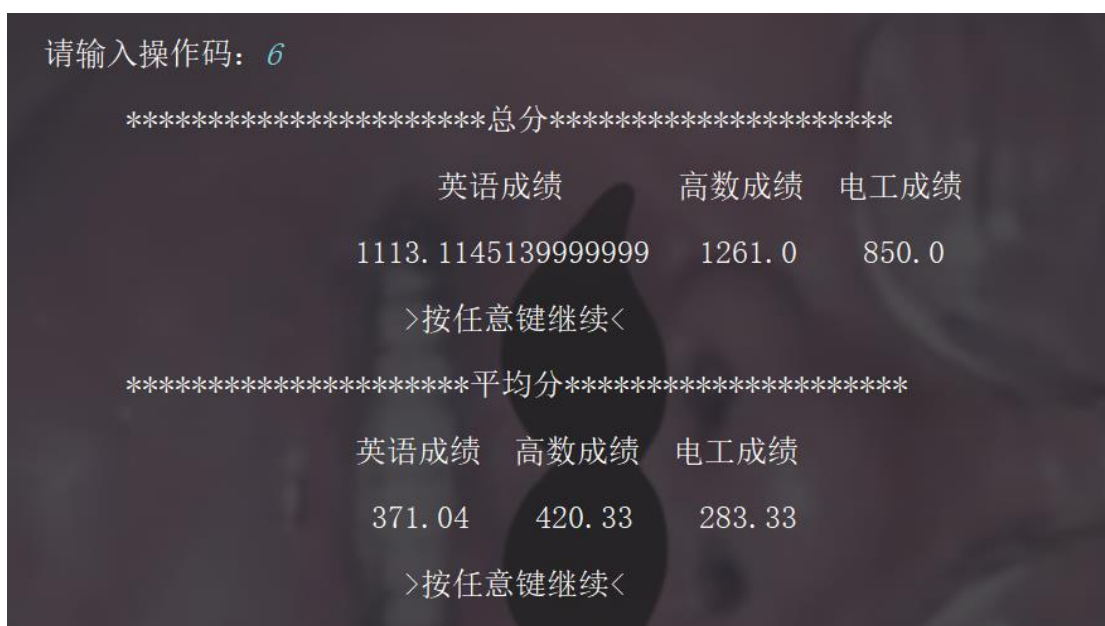 请输入操作码：6
**********************总分*********************
英语成绩 高数成绩 电工成绩
1113.1145139999999 1261.0 850.0
>按任意键继续<
*********************平均分*********************
英语成绩 高数成绩 电工成绩
371.04 420.33 283.33
>按任意键继续<